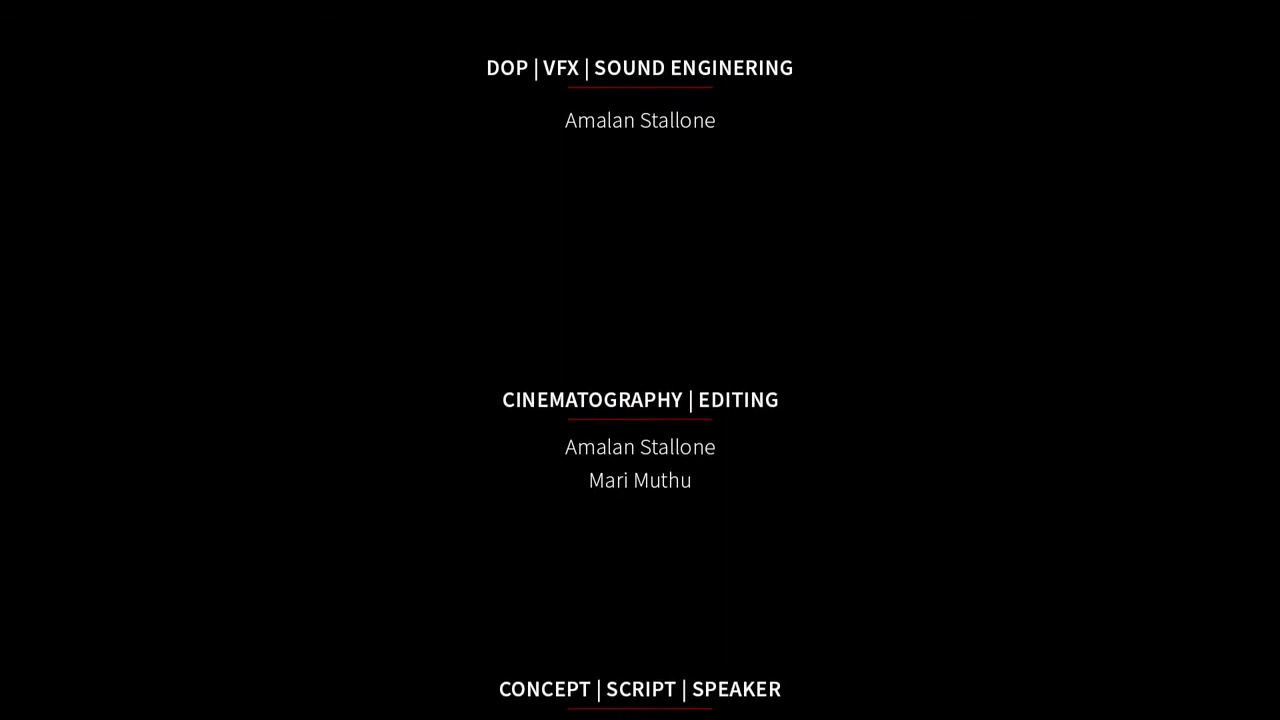 DOP | VFX | SOUND ENGINERING
Amalan Stallone
CINEMATOGRAPHY | EDITING
Amalan Stallone
Mari Muthu
CONCEPT | SCRIPT | SPEAKER